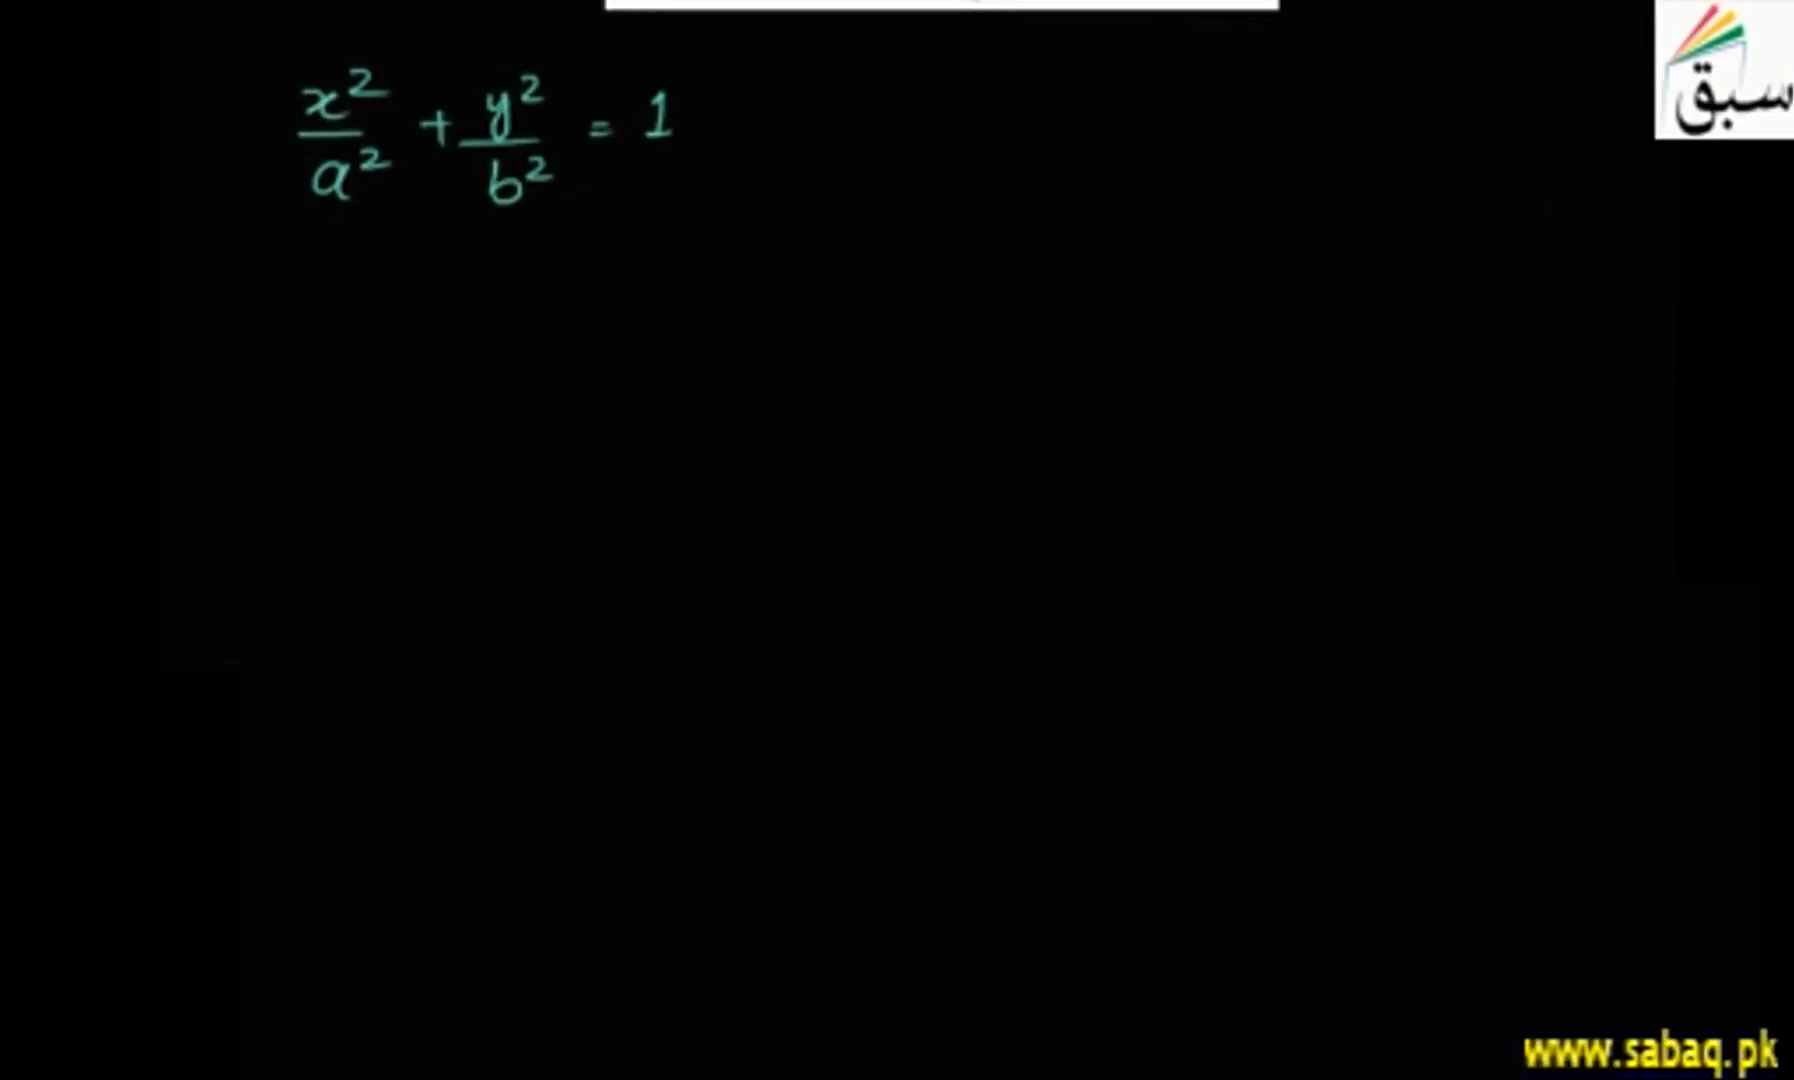 سبق
x²/a² + y²/b² = 1
www.sabaq.pk